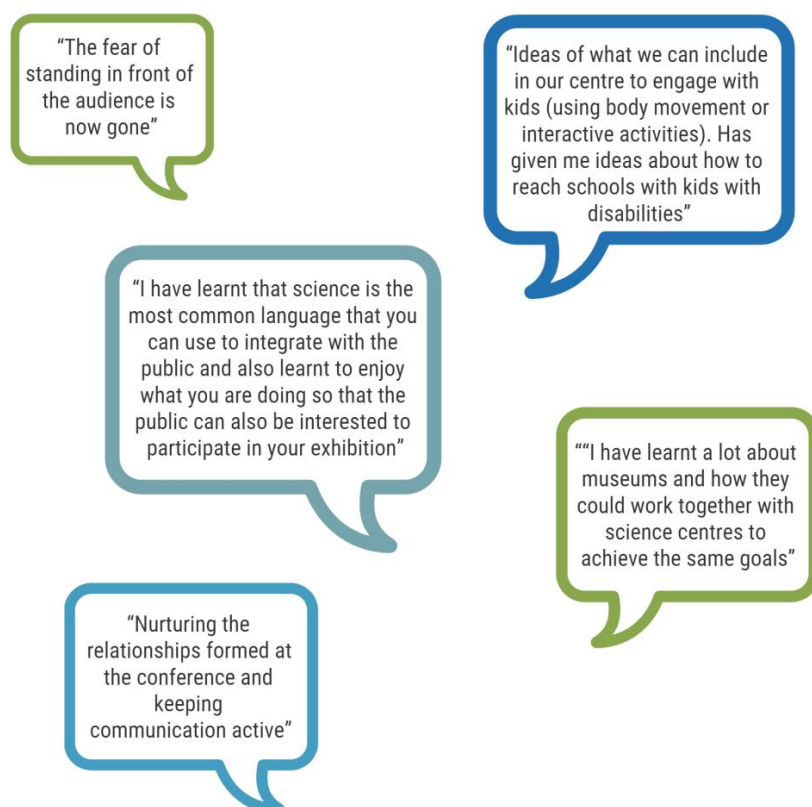 “The fear of
standing in front of
the audience is
now gone”
“Ideas of what we can include
in our centre to engage with
kids (using body movement or
interactive activities). Has
given me ideas about how to
reach schools with kids with
disabilities”
“I have learnt that science is the
most common language that you
can use to integrate with the
public and also learnt to enjoy
what you are doing so that the
public can also be interested to
participate in your exhibition”
““I have learnt a lot about
museums and how they
could work together with
science centres to
achieve the same goals”
“Nurturing the
relationships formed at
the conference and
keeping
communication active”